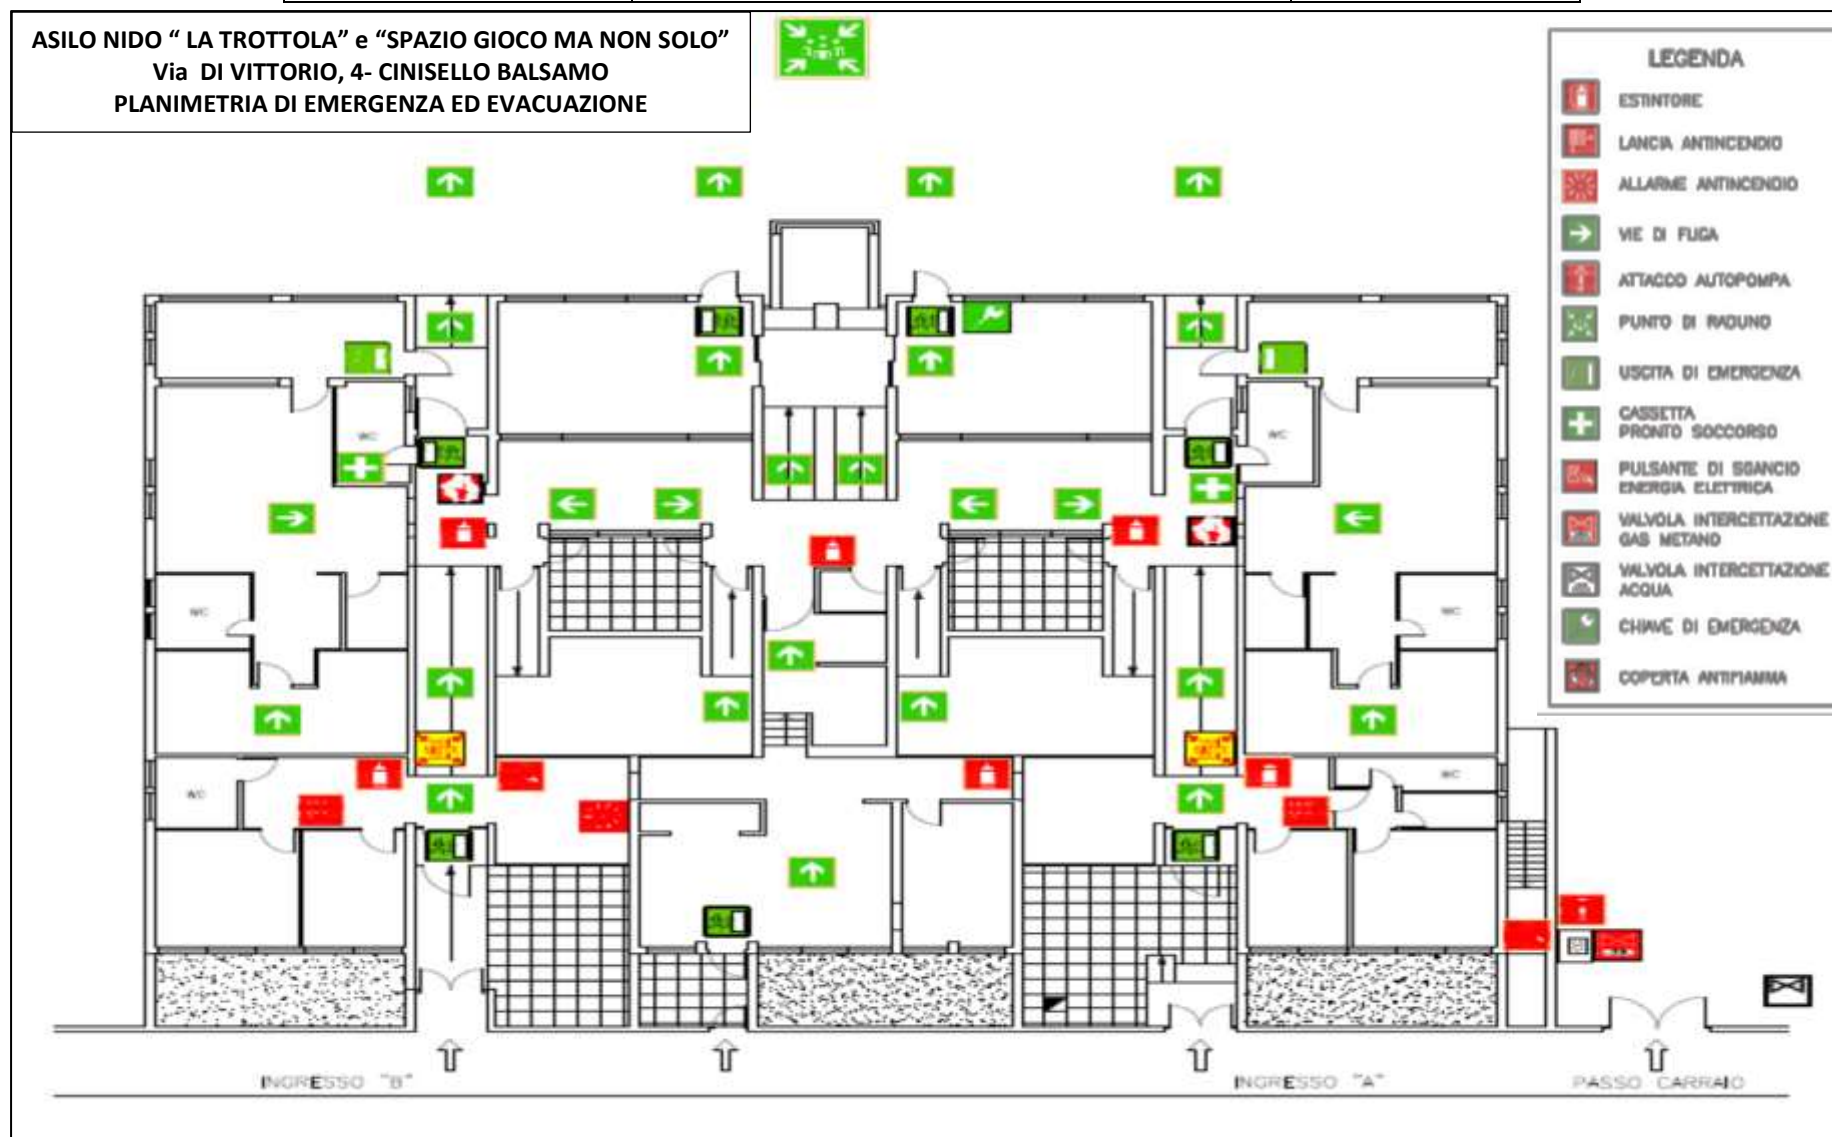 ASILO NIDO “ LA TROTTOLA” e “SPAZIO GIOCO MA NON SOLO”
Via DI VITTORIO, 4- CINISELLO BALSAMO
PLANIMETRIA DI EMERGENZA ED EVACUAZIONE
LEGENDA
ESTINTORE
LANCIA ANTINCENDIO
ALLARME ANTINCENDIO
VIE DI FUGA
ATTACCO AUTOPOMPA
PUNTO DI RADUNO
USCITA DI EMERGENZA
CASSETTA
PRONTO SOCCORSO
PULSANTE DI SGANCIO
ENERGIA ELETTRICA
VALVOLA INTERCETTAZIONE
GAS METANO
VALVOLA INTERCETTAZIONE
ACQUA
CHIAVE DI EMERGENZA
COPERTA ANTIFIAMMA
WC
WC
WC
WC
WC
WC
INGRESSO "B"
INGRESSO "A"
PASSO CARRAIO